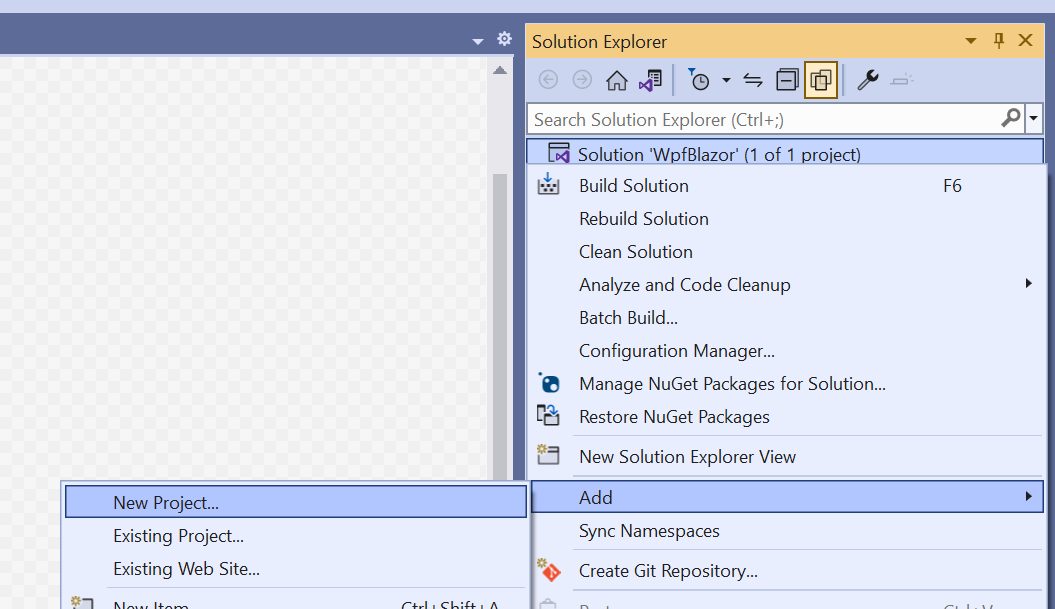 Solution Explorer
Search Solution Explorer (Ctrl+;)
Solution 'WpfBlazor' (1 of 1 project)
Build Solution F6
Rebuild Solution
Clean Solution
Analyze and Code Cleanup
Batch Build...
Configuration Manager...
Manage NuGet Packages for Solution...
Restore NuGet Packages
New Solution Explorer View
Add
Sync Namespaces
Create Git Repository...
New Project...
Existing Project...
Existing Web Site...
New Item Ctrl+Shift+A